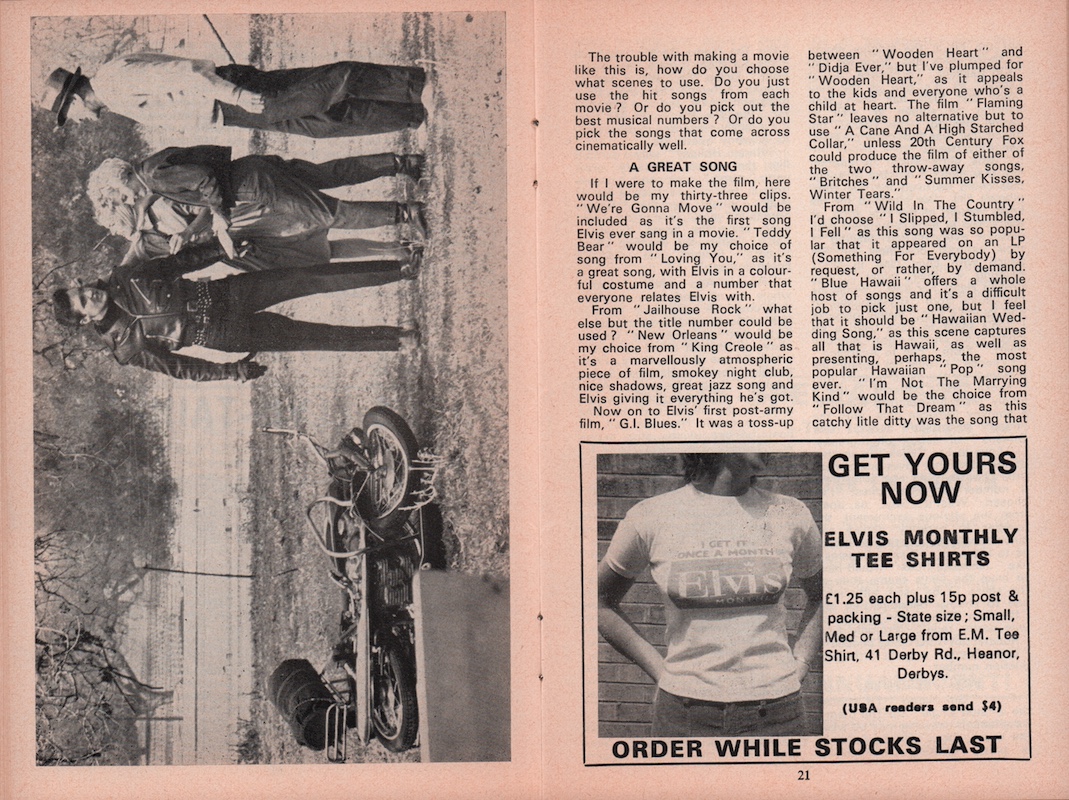 The trouble with making a movie
like this is, how do you choose
what scenes to use. Do you just
use the hit songs from each
movie? Or do you pick out the
best musical numbers? Or do you
pick the songs that come across
cinematically well.
A GREAT SONG
If I were to make the film, here
would be my thirty-three clips.
"We're Gonna Move" would be
included as it's the first song
Elvis ever sang in a movie. "Teddy
Bear" would be my choice of
song from "Loving You," as it's
a great song, with Elvis in a colour-
ful costume and a number that
everyone relates Elvis with.
From "Jailhouse Rock" what
else but the title number could be
used? "New Orleans" would be
my choice from "King Creole" as
it's a marvellously atmospheric
piece of film, smokey night club,
nice shadows, great jazz song and
Elvis giving it everything he's got.
Now on to Elvis' first post-army
film, "G.I. Blues." It was a toss-up
between "Wooden Heart" and
"Didja Ever," but I've plumped for
"Wooden Heart," as it appeals
to the kids and everyone who's a
child at heart. The film "Flaming
Star" leaves no alternative but to
use "A Cane And A High Starched
Collar," unless 20th Century Fox
could produce the film of either of
the two throw-away songs,
"Britches" and "Summer Kisses,
Winter Tears."
From "Wild In The Country"
I'd choose "I Slipped, I Stumbled,
I Fell" as this song was so popu-
lar that it appeared on an LP
(Something For Everybody) by
request, or rather, by demand.
"Blue Hawaii" offers a whole
host of songs and it's a difficult
job to pick just one, but I feel
that it should be "Hawaiian Wed-
ding Song," as this scene captures
all that is Hawaii, as well as
presenting, perhaps, the most
popular Hawaiian "Pop" song
ever. "I'm Not The Marrying
Kind" would be the choice from
"Follow That Dream" as this
catchy litle ditty was the song that
I GET IT
ONCE A MONTH
Elvis
MONTHLY
GET YOURS
NOW
ELVIS MONTHLY
TEE SHIRTS
£1.25 each plus 15p post &
packing - State size; Small,
Med or Large from E.M. Tee
Shirt, 41 Derby Rd., Heanor,
Derbys.
(USA readers send $4)
ORDER WHILE STOCKS LAST
21